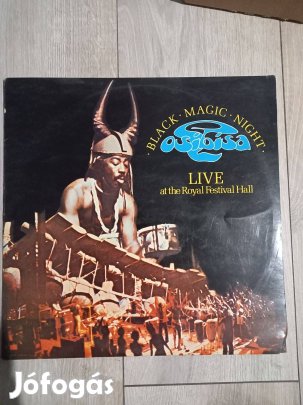 · BLACK · MAGIC · NIGHT ·
osibisa
LIVE
at the Royal Festival Hall
Jófogás